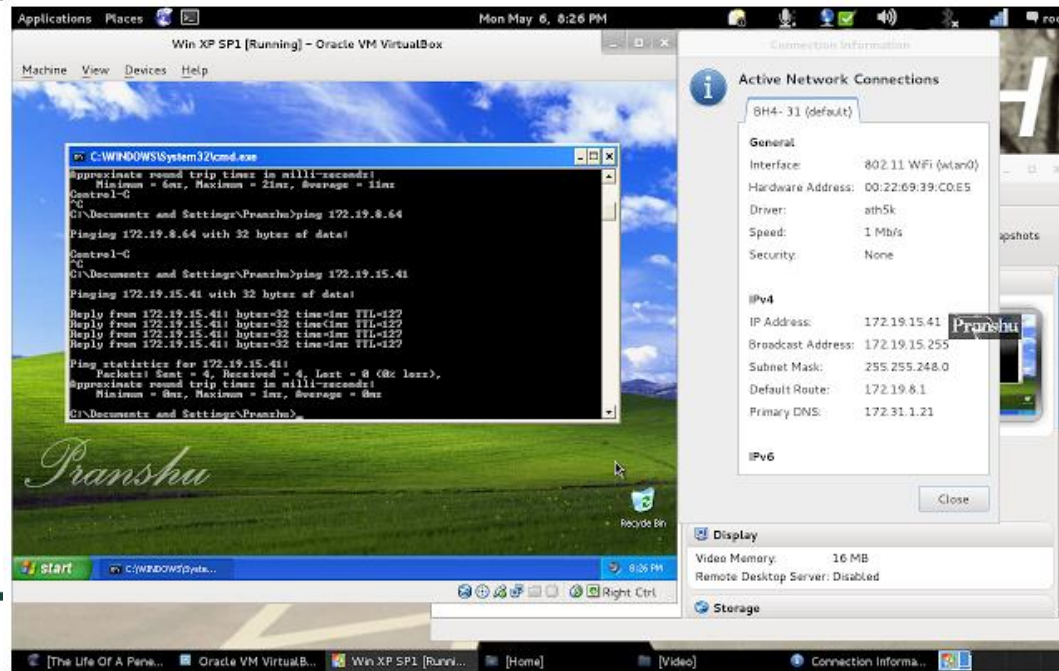 Applications Places Mon May 6, 8:26 PM
Win XP SP1 [Running] - Oracle VM VirtualBox
Machine View Devices Help
C:\WINDOWS\System32\cmd.exe
Approximate round trip times in milli-seconds:
Minimum = 6ms, Maximum = 21ms, Average = 11ms
Control-C
^C
C:\Documents and Settings\Pranshu>ping 172.19.8.64
Pinging 172.19.8.64 with 32 bytes of data:
Control-C
^C
C:\Documents and Settings\Pranshu>ping 172.19.15.41
Pinging 172.19.15.41 with 32 bytes of data:
Reply from 172.19.15.41: bytes=32 time=1ms TTL=127
Reply from 172.19.15.41: bytes=32 time<1ms TTL=127
Reply from 172.19.15.41: bytes=32 time<1ms TTL=127
Reply from 172.19.15.41: bytes=32 time<1ms TTL=127
Ping statistics for 172.19.15.41:
Packets: Sent = 4, Received = 4, Lost = 0 (0% loss),
Approximate round trip times in milli-seconds:
Minimum = 0ms, Maximum = 1ms, Average = 0ms
C:\Documents and Settings\Pranshu>_
Pranshu
Recycle Bin
start C:\WINDOWS\Syste... 8:26 PM
Right Ctrl
Connection Information
Active Network Connections
BH4- 31 (default)
General
Interface: 802.11 WiFi (wlan0)
Hardware Address: 00:22:69:39:C0:E5
Driver: ath5k
Speed: 1 Mb/s
Security: None
IPv4
IP Address: 172.19.15.41
Pranshu
Broadcast Address: 172.19.15.255
Subnet Mask: 255.255.248.0
Default Route: 172.19.8.1
Primary DNS: 172.31.1.21
IPv6
Close
apshots
Display
Video Memory: 16 MB
Remote Desktop Server: Disabled
Storage
[The Life Of A Pene... Oracle VM VirtualB... Win XP SP1 [Runni... [Home] [Video] Connection Informa...